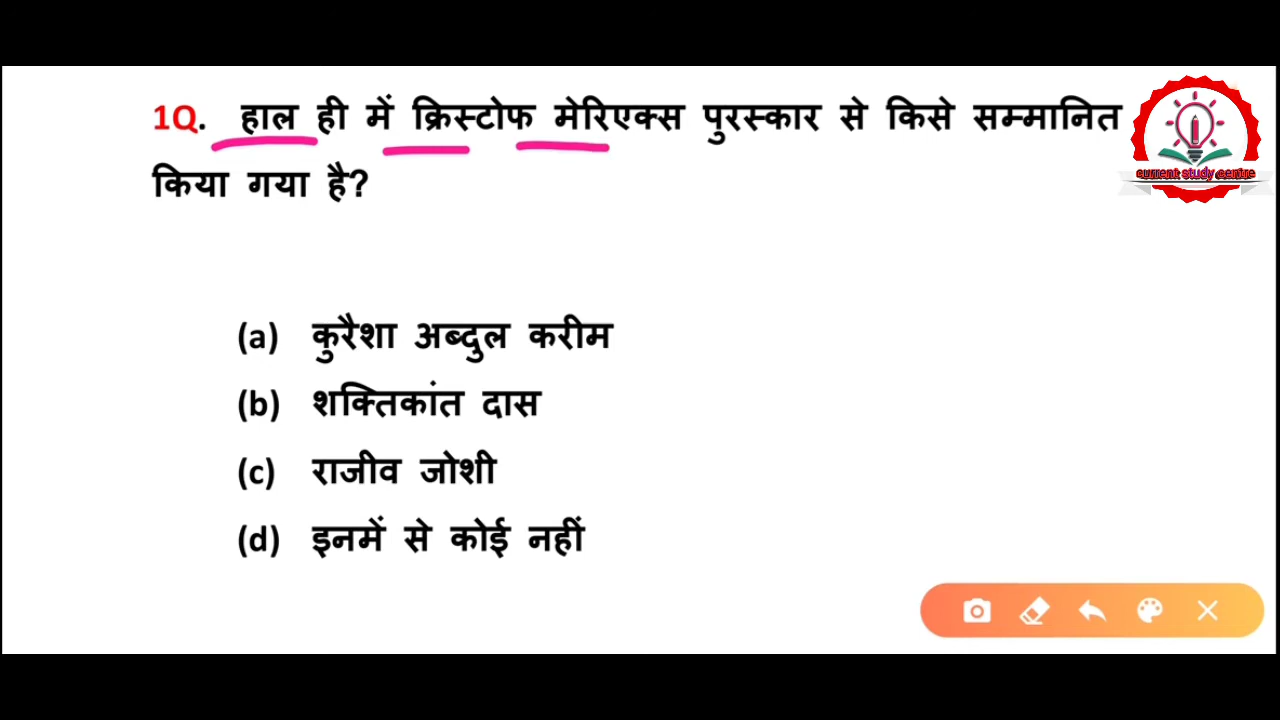 1Q. हाल ही में क्रिस्टोफ मेरिएक्स पुरस्कार से किसे सम्मानित
किया गया है?
current study centre
(a) कुरैशा अब्दुल करीम
(b) शक्तिकांत दास
(c) राजीव जोशी
(d) इनमें से कोई नहीं